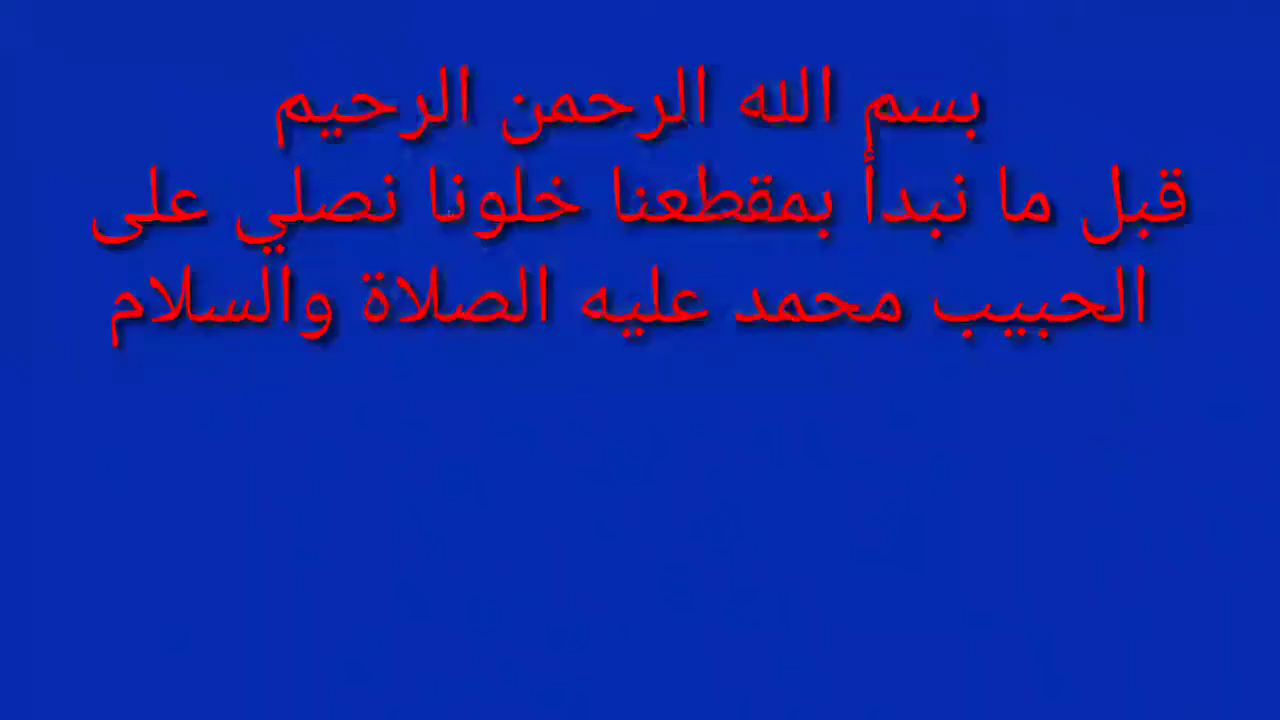 بسم الله الرحمن الرحيم
قبل ما نبدأ بمقطعنا خلونا نصلي على
الحبيب محمد عليه الصلاة والسلام